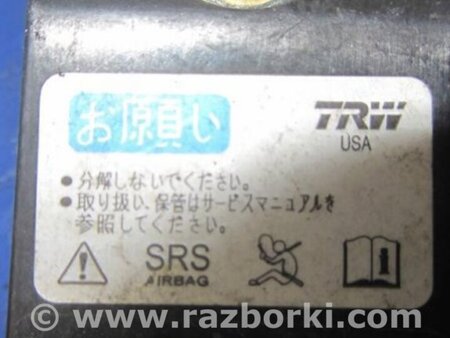 お願い
TRW
USA
●分解しないでください。
●取り扱い、保管はサービスマニュアルを
参照してください。
SRS
AIRBAG
www.razborki.com